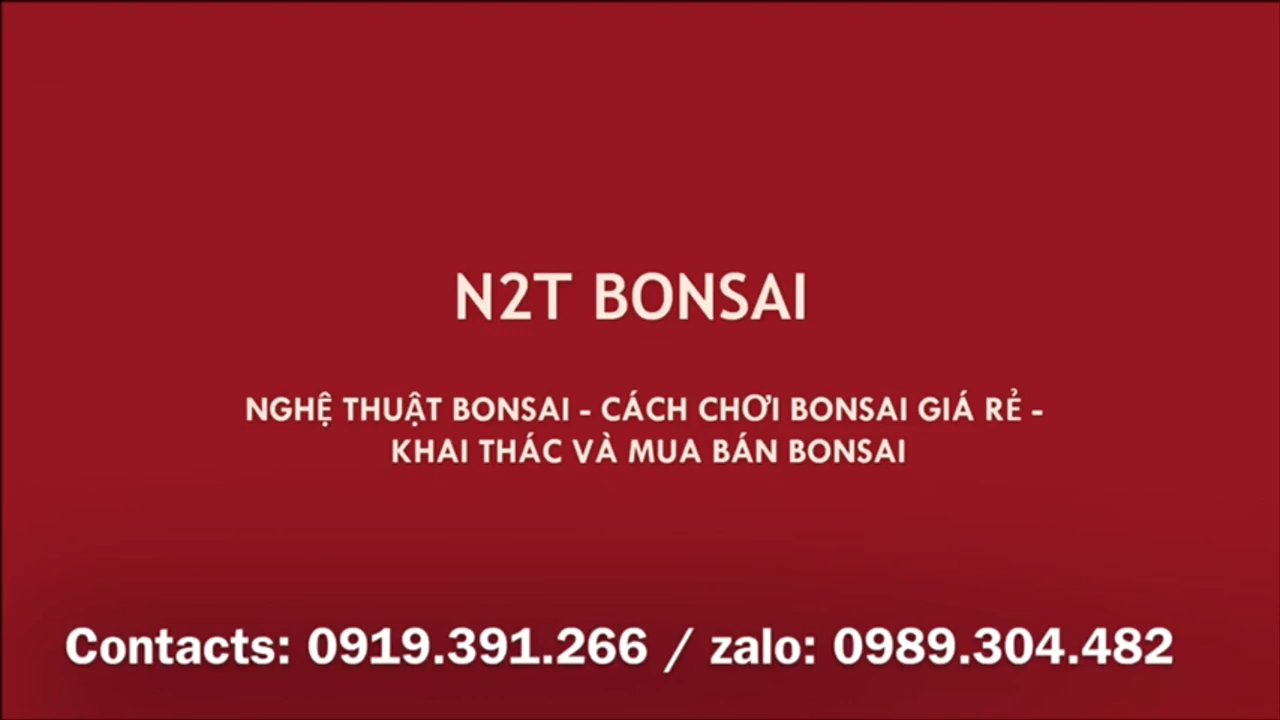 N2T BONSAI
NGHỆ THUẬT BONSAI - CÁCH CHƠI BONSAI GIÁ RẺ -
KHAI THÁC VÀ MUA BÁN BONSAI
Contacts: 0919.391.266 / zalo: 0989.304.482